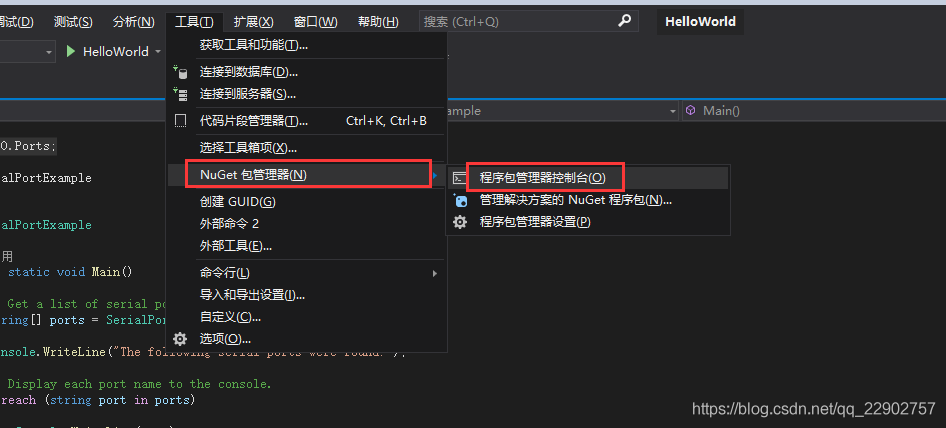 调试(D) 测试(S) 分析(N) 工具(T) 扩展(X) 窗口(W) 帮助(H) 搜索 (Ctrl+Q) HelloWorld
HelloWorld
获取工具和功能(T)...
连接到数据库(D)...
连接到服务器(S)...
代码片段管理器(T)... Ctrl+K, Ctrl+B
ample Main()
选择工具箱项(X)...
O.Ports;
NuGet 包管理器(N)
程序包管理器控制台(O)
alPortExample
管理解决方案的 NuGet 程序包(N)...
创建 GUID(G)
程序包管理器设置(P)
外部命令 2
alPortExample
外部工具(E)...
用
static void Main()
命令行(L)
导入和导出设置(I)...
Get a list of serial po
自定义(C)...
ring[] ports = SerialPor
选项(O)...
nsole.WriteLine("The following serial ports were found:");
Display each port name to the console.
reach (string port in ports)
https://blog.csdn.net/qq_22902757